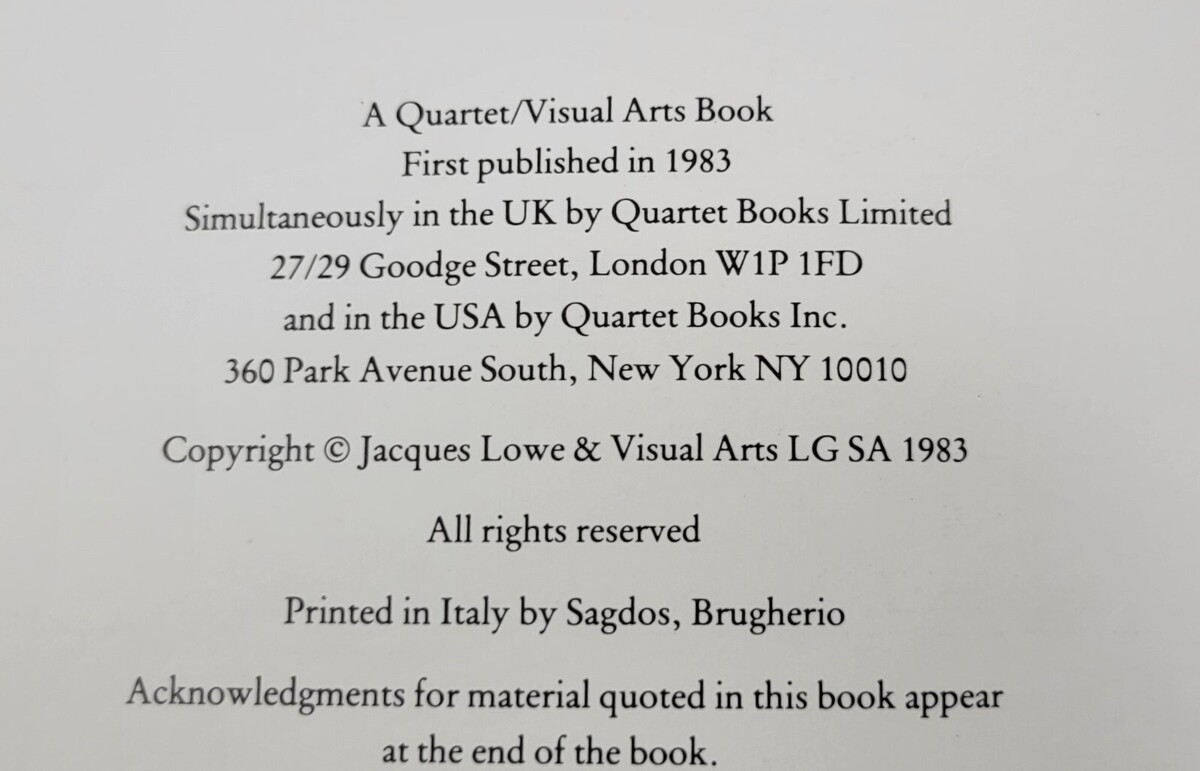 A Quartet/Visual Arts Book
First published in 1983
Simultaneously in the UK by Quartet Books Limited
27/29 Goodge Street, London W1P 1FD
and in the USA by Quartet Books Inc.
360 Park Avenue South, New York NY 10010
Copyright © Jacques Lowe & Visual Arts LG SA 1983
All rights reserved
Printed in Italy by Sagdos, Brugherio
Acknowledgments for material quoted in this book appear
at the end of the book.